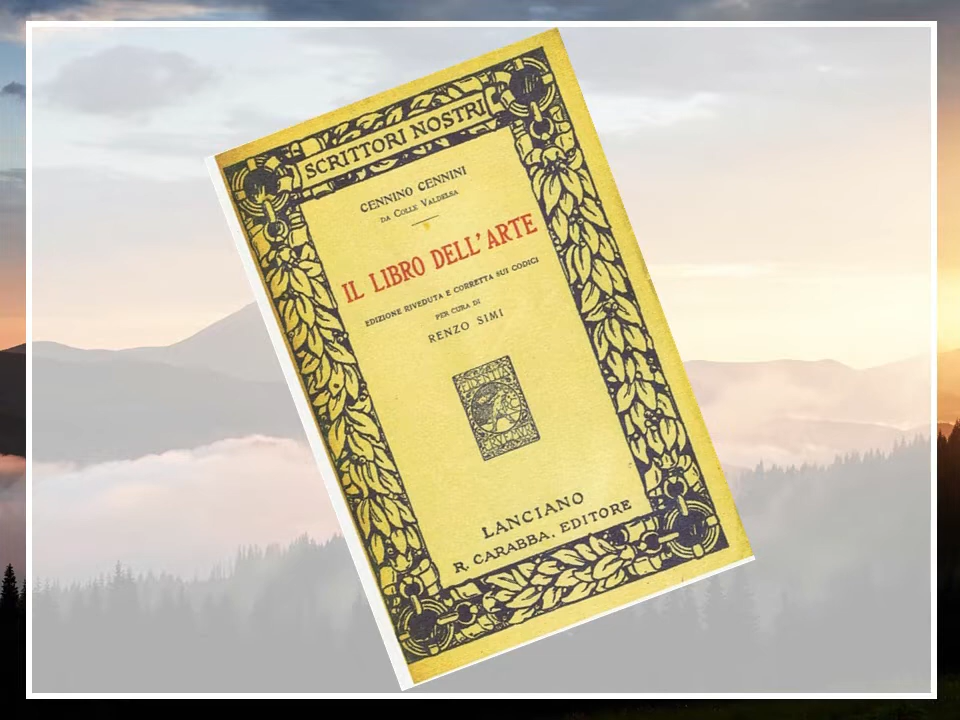 SCRITTORI NOSTRI
CENNINO CENNINI
DA COLLE VALDELSA
IL LIBRO DELL'ARTE
EDIZIONE RIVEDUTA E CORRETTA SUI CODICI
PER CURA DI
RENZO SIMI
LANCIANO
R. CARABBA, EDITORE